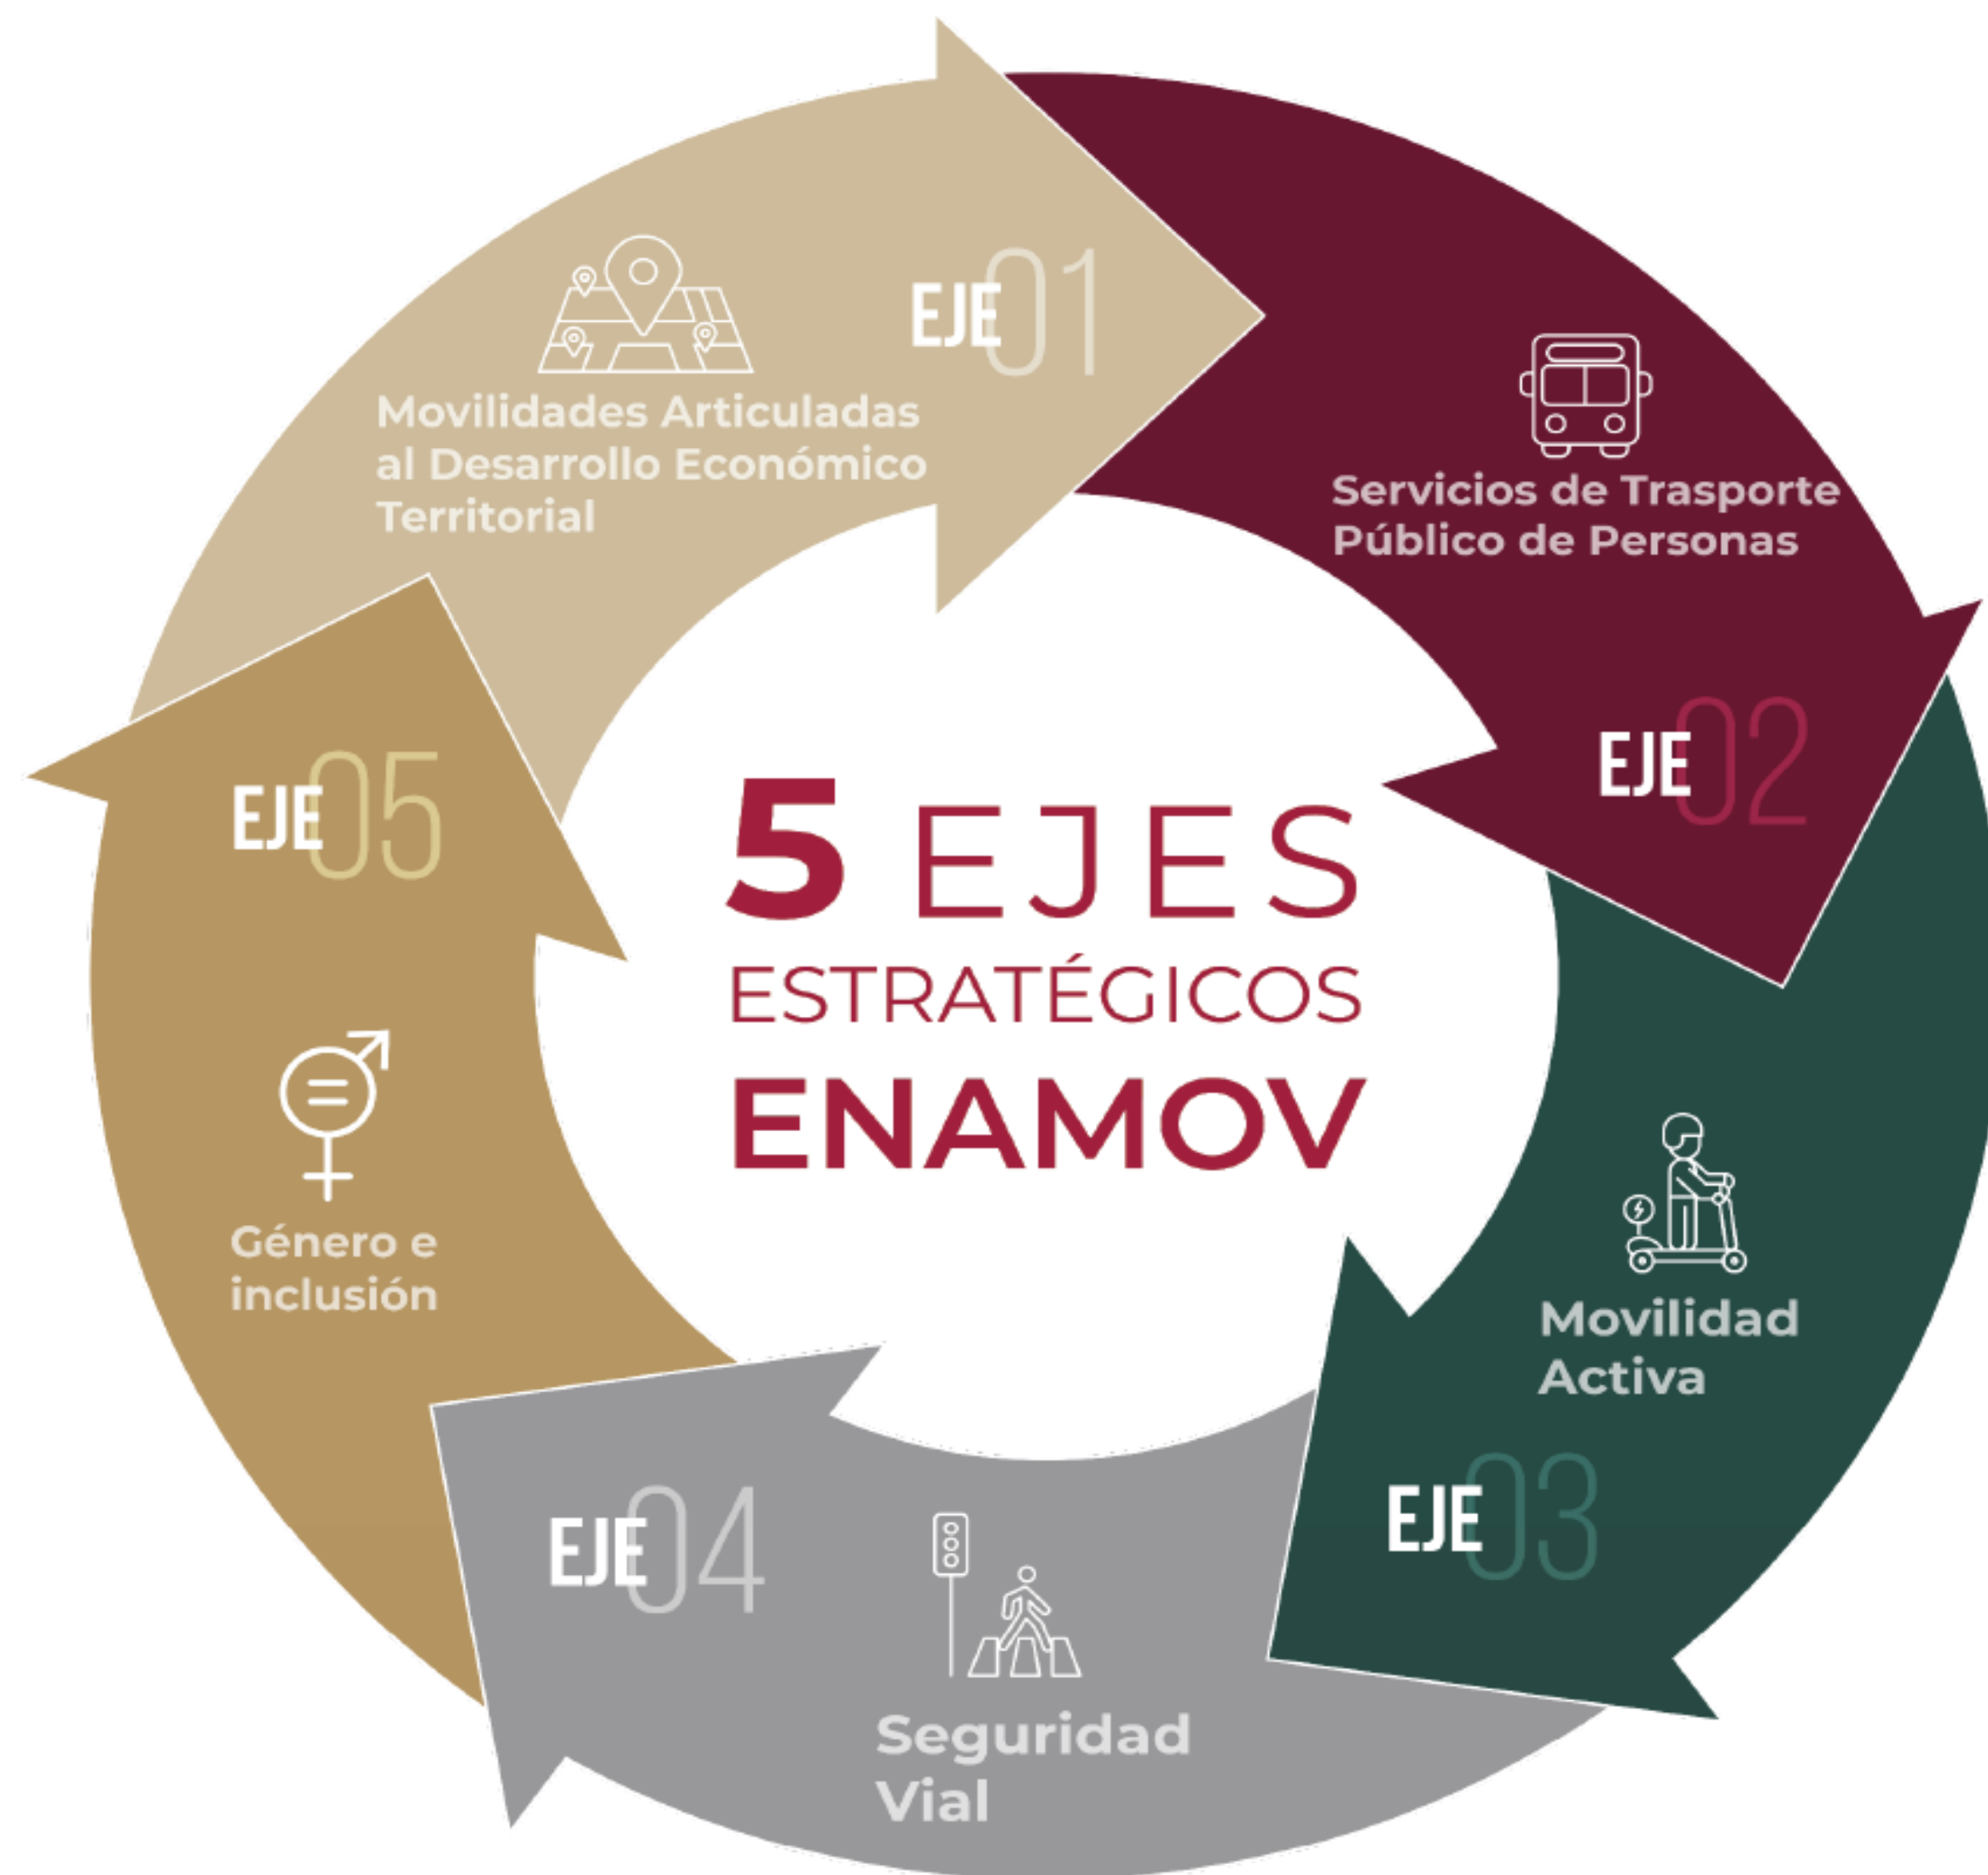 5 EJES
ESTRATÉGICOS
ENAMOV
EJE 01
Movilidades Articuladas
al Desarrollo Económico
Territorial
EJE 02
Servicios de Trasporte
Público de Personas
EJE 03
Movilidad
Activa
EJE 04
Seguridad
Vial
EJE 05
Género e
inclusión